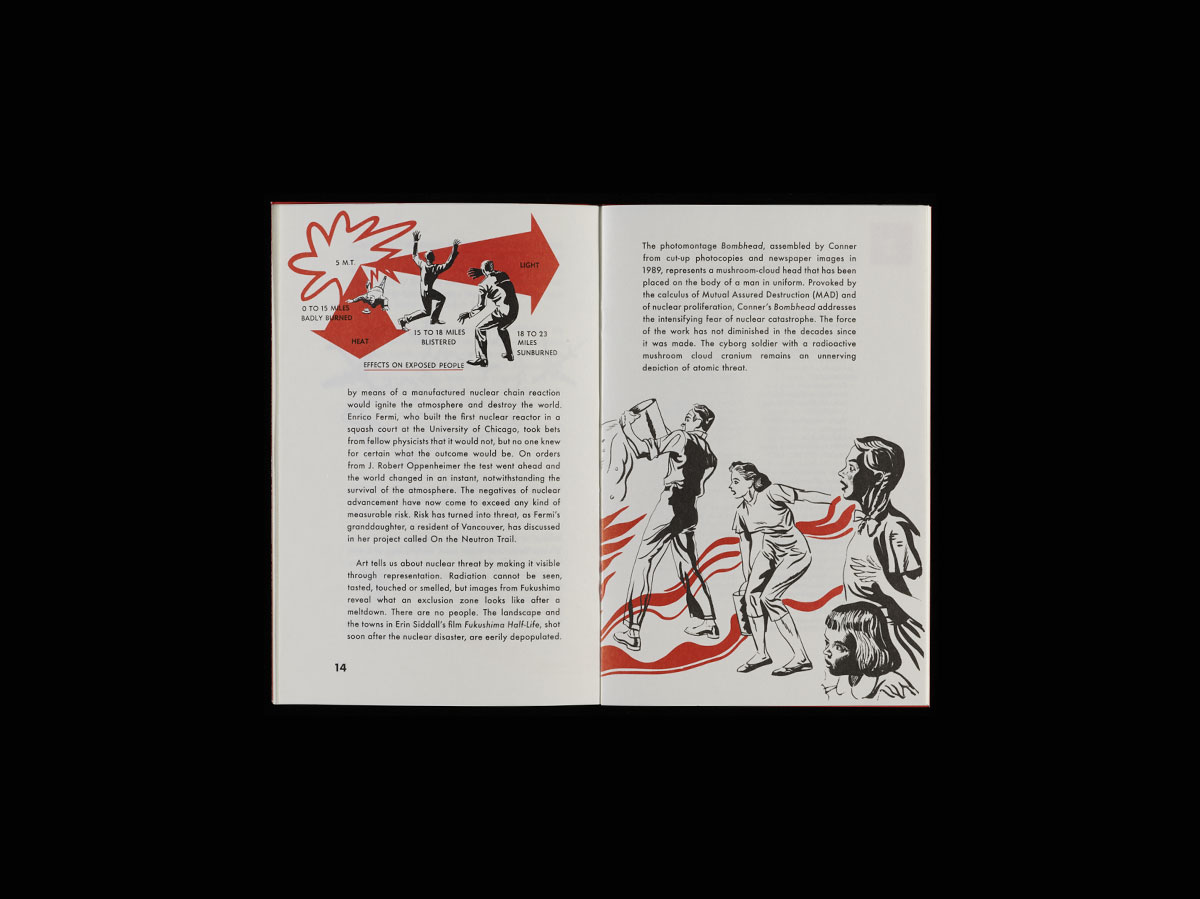 5 M.T.
LIGHT
0 TO 15 MILES
BADLY BURNED
HEAT
15 TO 18 MILES
BLISTERED
18 TO 23
MILES
SUNBURNED
EFFECTS ON EXPOSED PEOPLE
by means of a manufactured nuclear chain reaction
would ignite the atmosphere and destroy the world.
Enrico Fermi, who built the first nuclear reactor in a
squash court at the University of Chicago, took bets
from fellow physicists that it would not, but no one knew
for certain what the outcome would be. On orders
from J. Robert Oppenheimer the test went ahead and
the world changed in an instant, notwithstanding the
survival of the atmosphere. The negatives of nuclear
advancement have now come to exceed any kind of
measurable risk. Risk has turned into threat, as Fermi's
granddaughter, a resident of Vancouver, has discussed
in her project called On the Neutron Trail.
Art tells us about nuclear threat by making it visible
through representation. Radiation cannot be seen,
tasted, touched or smelled, but images from Fukushima
reveal what an exclusion zone looks like after a
meltdown. There are no people. The landscape and
the towns in Erin Siddall's film Fukushima Half-Life, shot
soon after the nuclear disaster, are eerily depopulated.
14
The photomontage Bombhead, assembled by Conner
from cut-up photocopies and newspaper images in
1989, represents a mushroom-cloud head that has been
placed on the body of a man in uniform. Provoked by
the calculus of Mutual Assured Destruction (MAD) and
of nuclear proliferation, Conner's Bombhead addresses
the intensifying fear of nuclear catastrophe. The force
of the work has not diminished in the decades since
it was made. The cyborg soldier with a radioactive
mushroom cloud cranium remains an unnerving
depiction of atomic threat.